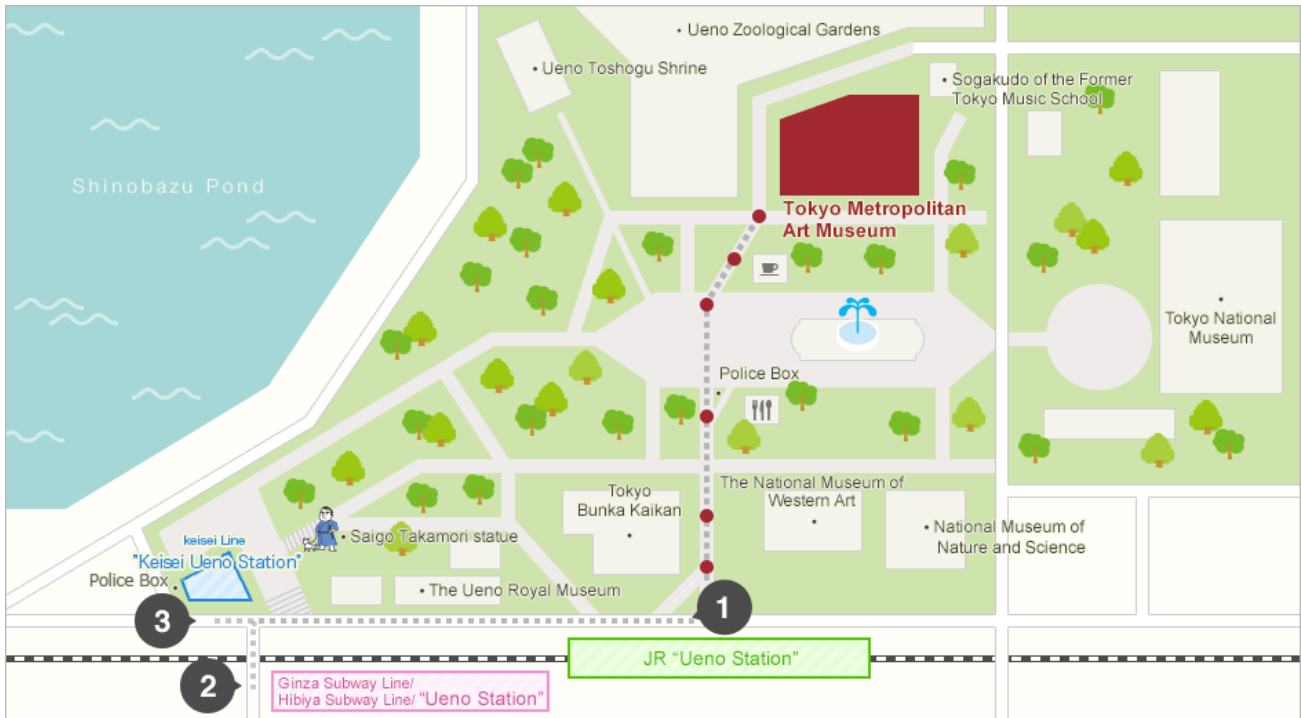 Ueno Zoological Gardens
Ueno Toshogu Shrine
Sogakudo of the Former
Tokyo Music School
Shinobazu Pond
Tokyo Metropolitan
Art Museum
Tokyo National
Museum
Police Box
The National Museum of
Western Art
Tokyo
Bunka Kaikan
National Museum of
Nature and Science
Saigo Takamori statue
keisei Line
"Keisei Ueno Station"
Police Box
The Ueno Royal Museum
1
3
JR “Ueno Station”
2
Ginza Subway Line/
Hibiya Subway Line/ “Ueno Station”